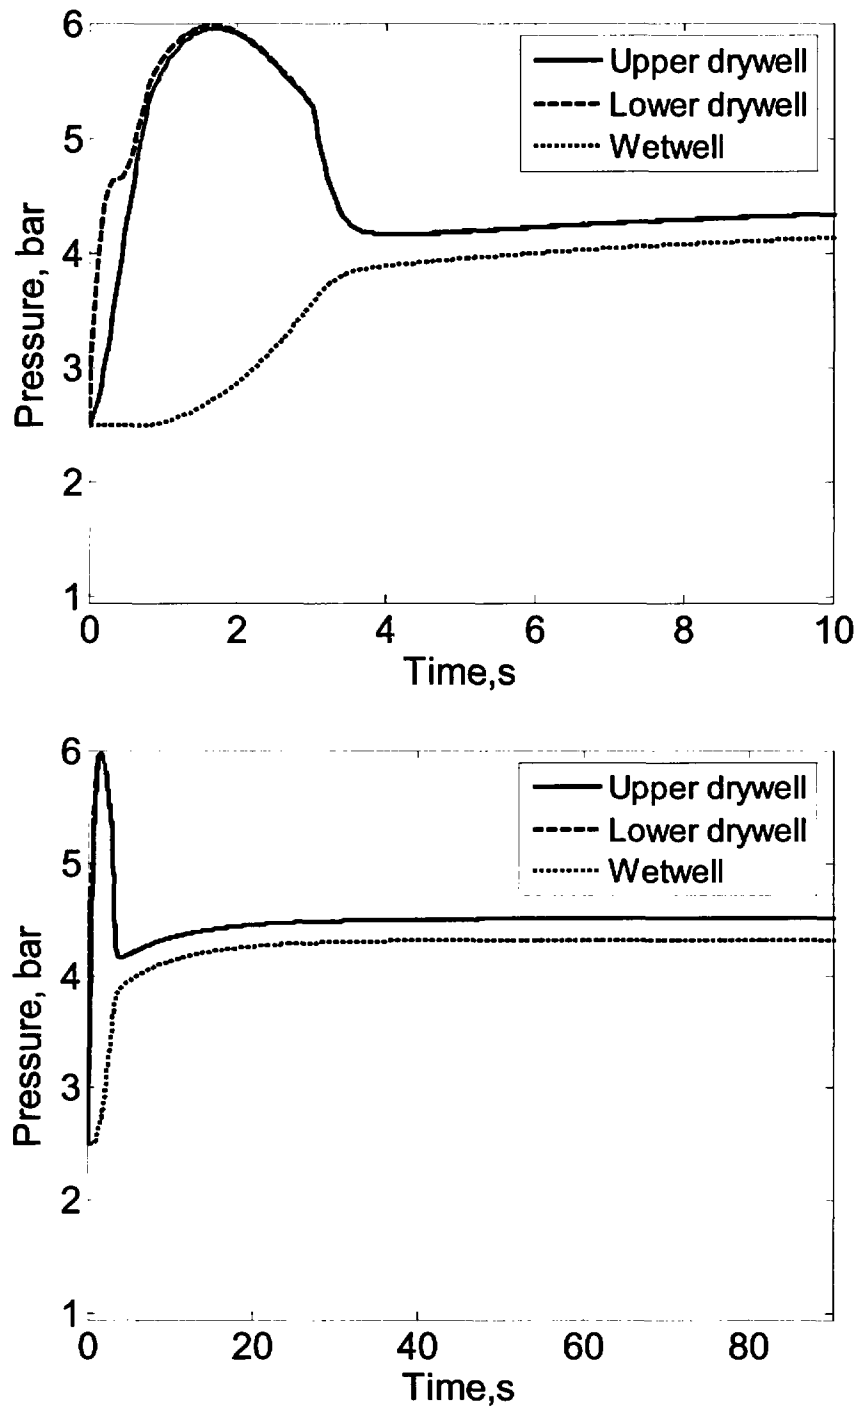 6
5
4
3
2
1
Pressure, bar
Upper drywell
Lower drywell
Wetwell
0 2 4 6 8 10
Time,s
6
5
4
3
2
1
Pressure, bar
Upper drywell
Lower drywell
Wetwell
0 20 40 60 80
Time,s